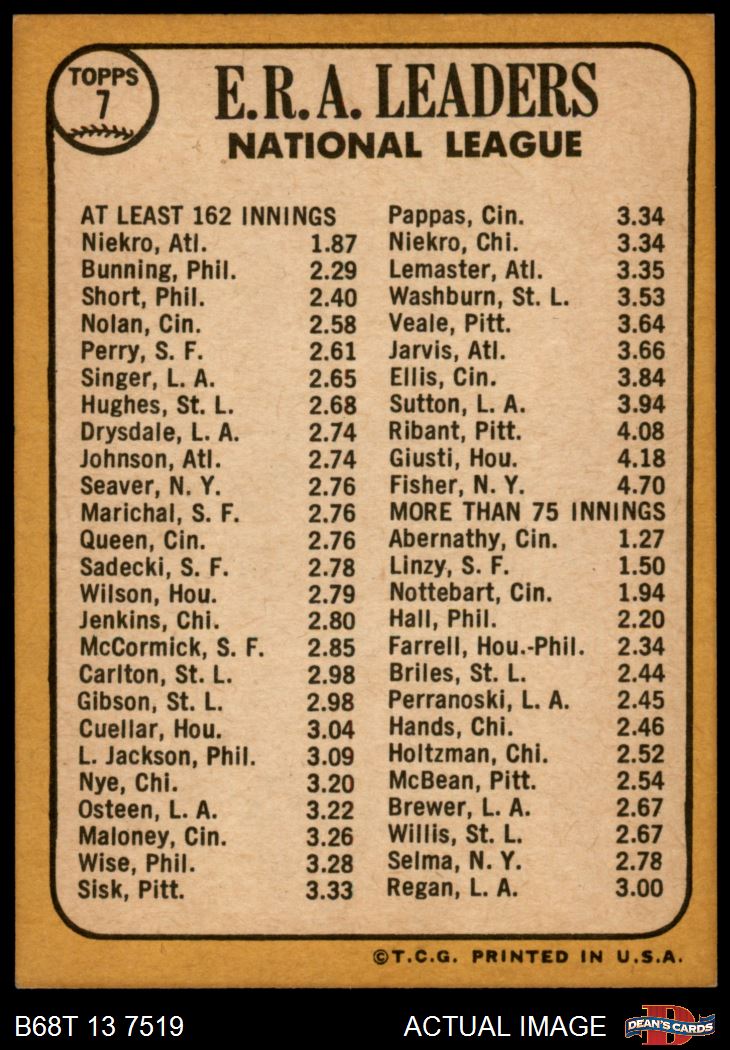 TOPPS
7
E.R.A. LEADERS
NATIONAL LEAGUE
AT LEAST 162 INNINGS
Niekro, Atl. 1.87
Bunning, Phil. 2.29
Short, Phil. 2.40
Nolan, Cin. 2.58
Perry, S. F. 2.61
Singer, L. A. 2.65
Hughes, St. L. 2.68
Drysdale, L. A. 2.74
Johnson, Atl. 2.74
Seaver, N. Y. 2.76
Marichal, S. F. 2.76
Queen, Cin. 2.76
Sadecki, S. F. 2.78
Wilson, Hou. 2.79
Jenkins, Chi. 2.80
McCormick, S. F. 2.85
Carlton, St. L. 2.98
Gibson, St. L. 2.98
Cuellar, Hou. 3.04
L. Jackson, Phil. 3.09
Nye, Chi. 3.20
Osteen, L. A. 3.22
Maloney, Cin. 3.26
Wise, Phil. 3.28
Sisk, Pitt. 3.33
Pappas, Cin. 3.34
Niekro, Chi. 3.34
Lemaster, Atl. 3.35
Washburn, St. L. 3.53
Veale, Pitt. 3.64
Jarvis, Atl. 3.66
Ellis, Cin. 3.84
Sutton, L. A. 3.94
Ribant, Pitt. 4.08
Giusti, Hou. 4.18
Fisher, N. Y. 4.70
MORE THAN 75 INNINGS
Abernathy, Cin. 1.27
Linzy, S. F. 1.50
Nottebart, Cin. 1.94
Hall, Phil. 2.20
Farrell, Hou.-Phil. 2.34
Briles, St. L. 2.44
Perranoski, L. A. 2.45
Hands, Chi. 2.46
Holtzman, Chi. 2.52
McBean, Pitt. 2.54
Brewer, L. A. 2.67
Willis, St. L. 2.67
Selma, N. Y. 2.78
Regan, L. A. 3.00
©T.C.G. PRINTED IN U.S.A.
B68T 13 7519
ACTUAL IMAGE
D
DEAN'S CARDS